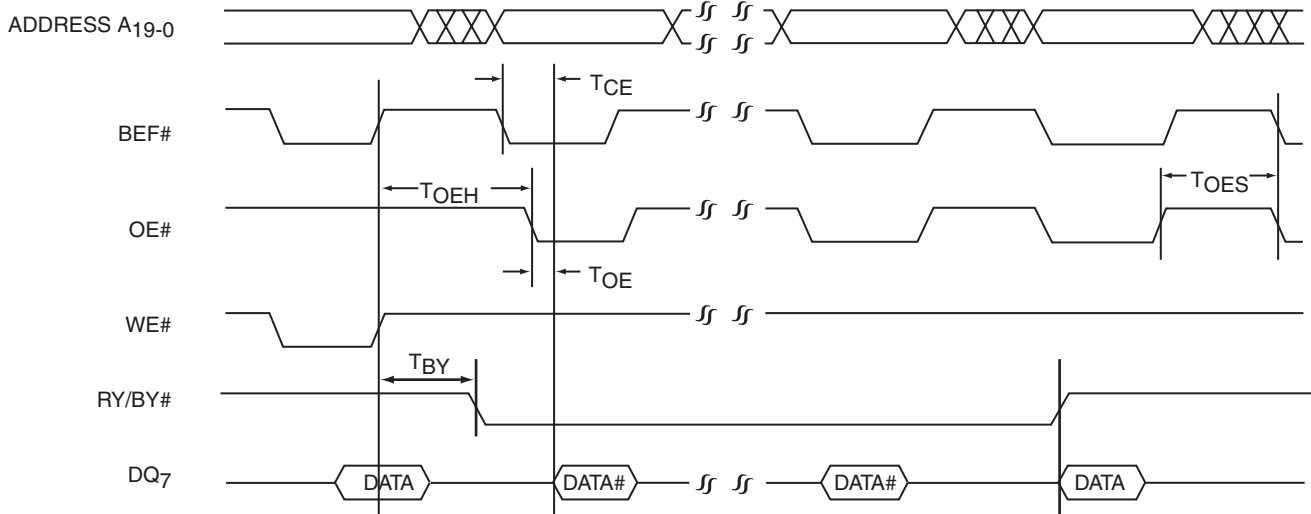 ADDRESS A19-0
TCE
BEF#
TOEH
TOES
OE#
TOE
WE#
TBY
RY/BY#
DQ7
DATA
DATA#
DATA#
DATA